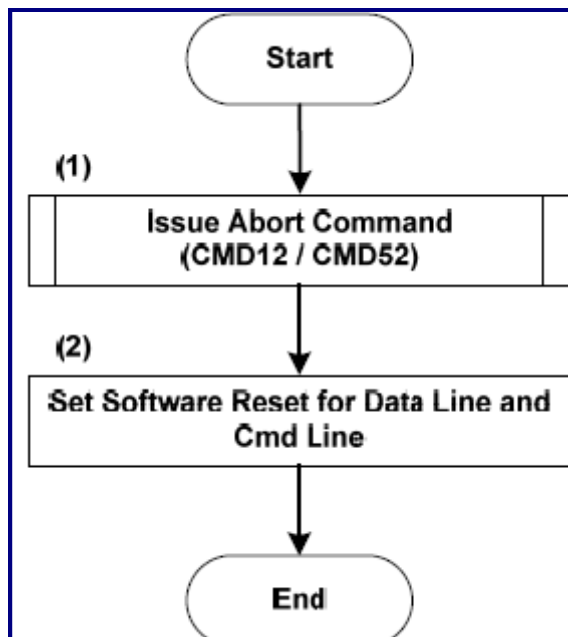 Start
(1)
Issue Abort Command
(CMD12 / CMD52)
(2)
Set Software Reset for Data Line and
Cmd Line
End